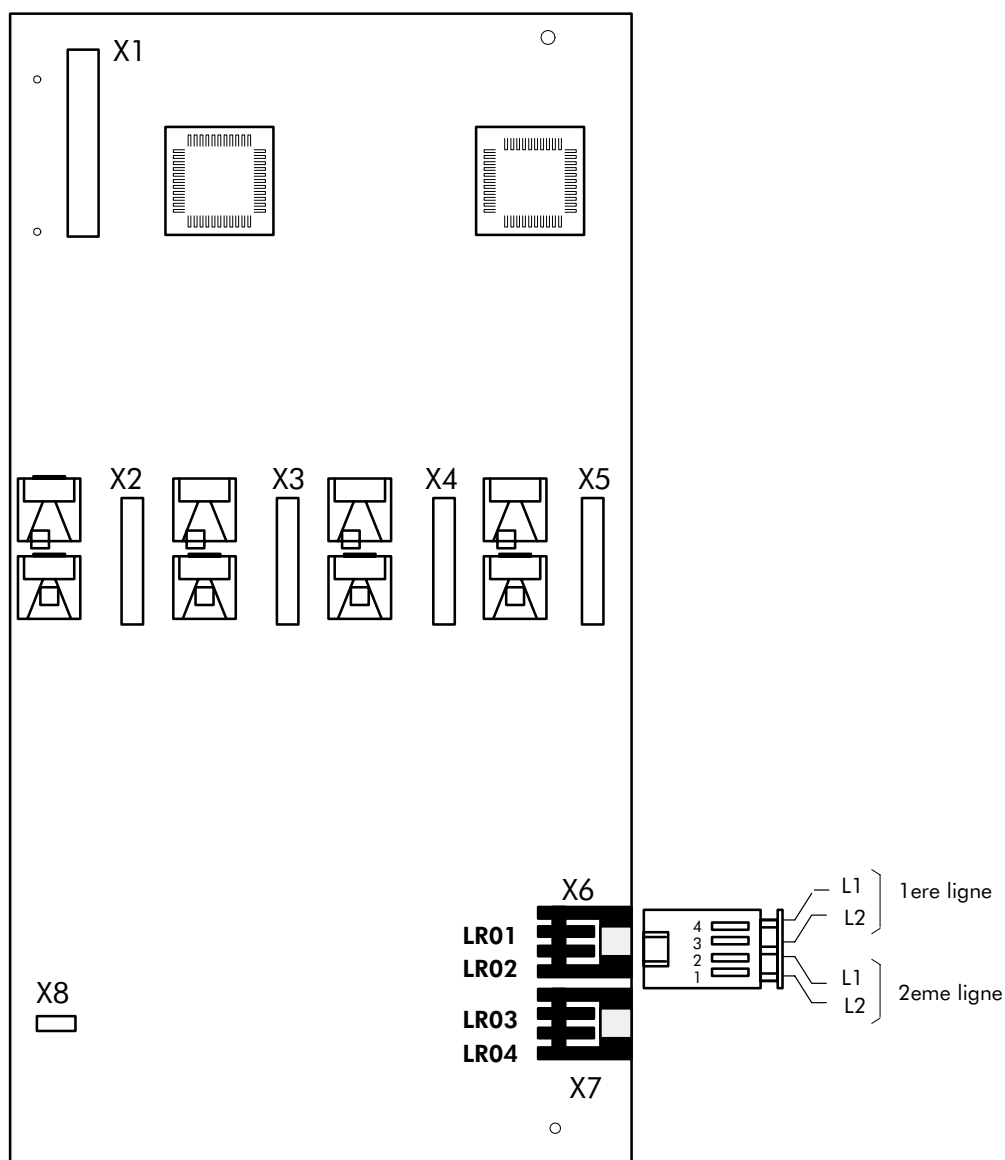 X1
X2
X3
X4
X5
X6
LR01
LR02
LR03
LR04
X7
X8
4
3
2
1
L1
L2
1ere ligne
L1
L2
2eme ligne